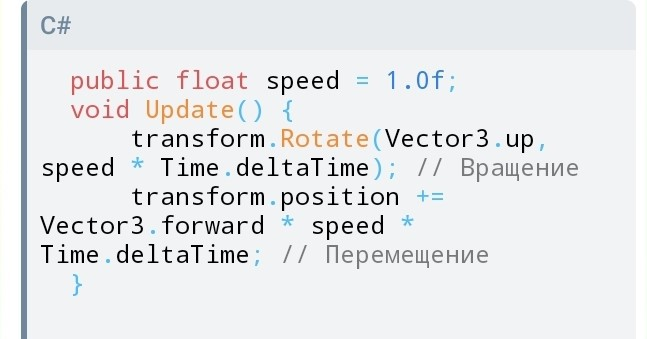 C#
public float speed = 1.0f;
void Update() {
transform.Rotate(Vector3.up,
speed * Time.deltaTime); // Вращение
transform.position +=
Vector3.forward * speed *
Time.deltaTime; // Перемещение
}